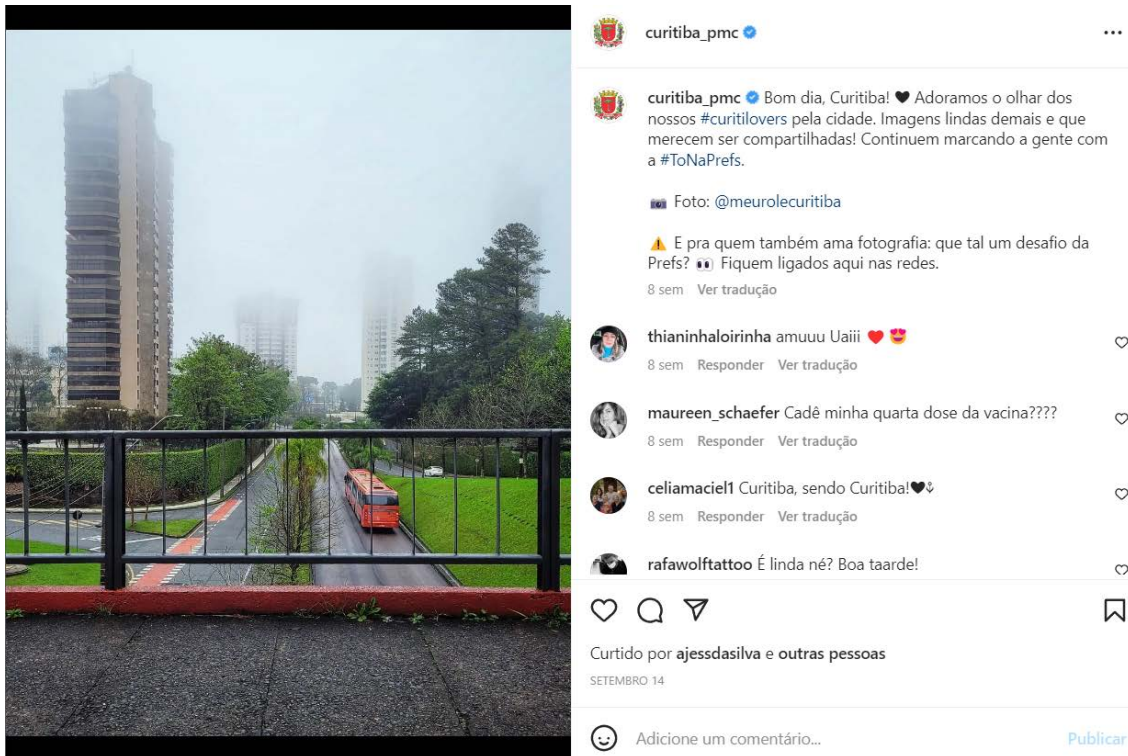 curitiba_pmc
curitiba_pmc Bom dia, Curitiba! 🖤 Adoramos o olhar dos
nossos #curitilovers pela cidade. Imagens lindas demais e que
merecem ser compartilhadas! Continuem marcando a gente com
a #ToNaPrefs.
📷 Foto: @meurolecuritiba
⚠️ E pra quem também ama fotografia: que tal um desafio da
Prefs? 👀 Fiquem ligados aqui nas redes.
8 sem Ver tradução
thianinhaloirinha amuuu Uaiii ❤️ 😍
8 sem Responder Ver tradução
maureen_schaefer Cadê minha quarta dose da vacina????
8 sem Responder Ver tradução
celiamaciel1 Curitiba, sendo Curitiba!🖤⚘
8 sem Responder Ver tradução
rafawolftattoo É linda né? Boa taarde!
Curtido por ajessdasilva e outras pessoas
SETEMBRO 14
Adicione um comentário... Publicar